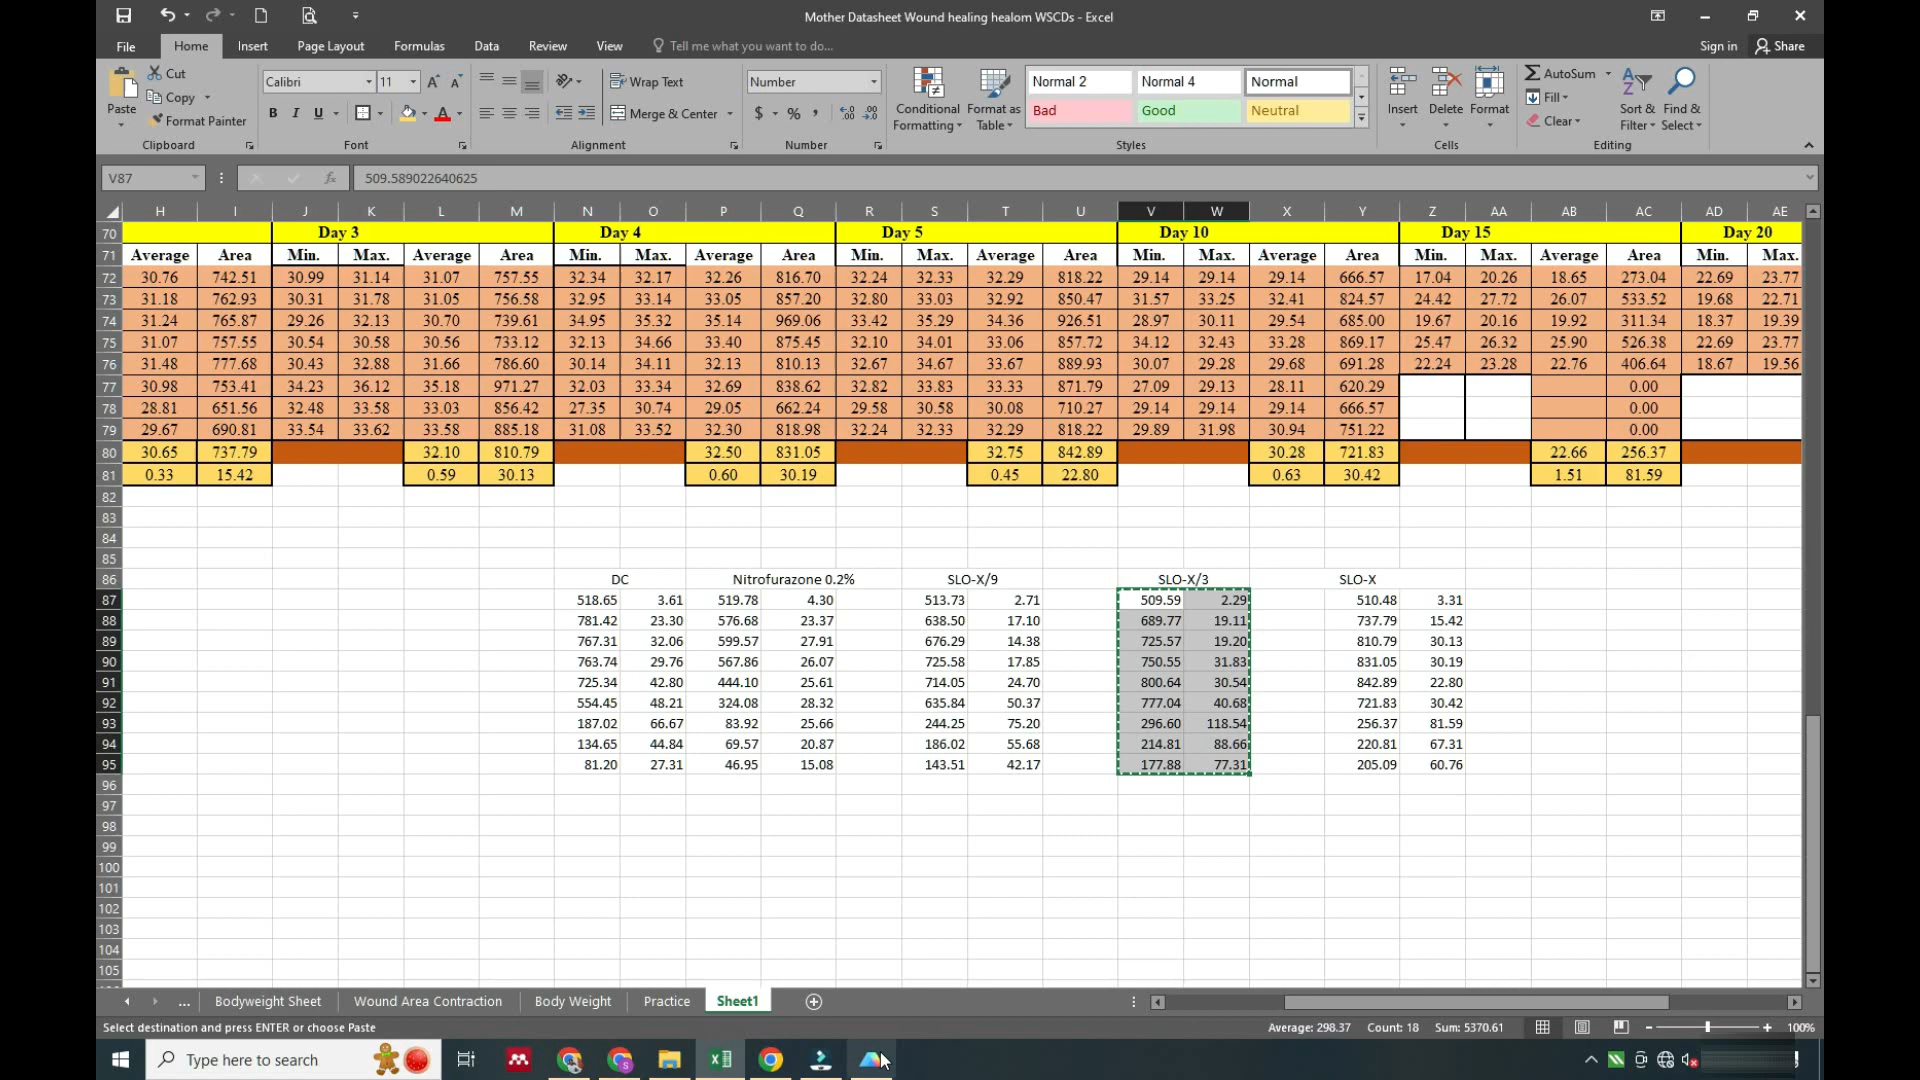 Mother Datasheet Wound healing healom WSCDs - Excel
File Home Insert Page Layout Formulas Data Review View Tell me what you want to do... Sign in Share
Paste Cut Copy Format Painter Clipboard
Calibri 11 A A B I U A Font
Wrap Text Merge & Center Alignment
Number $ % , Number
Conditional Formatting Format as Table
Normal 2 Normal 4 Normal
Bad Good Neutral
Styles
Insert Delete Format Cells
AutoSum Fill Clear Sort & Filter Find & Select Editing
V87 fx 509.589022640625
H I J K L M N O P Q R S T U V W X Y Z AA AB AC AD AE
70 Day 3 Day 4 Day 5 Day 10 Day 15 Day 20
71 Average Area Min. Max. Average Area Min. Max. Average Area Min. Max. Average Area Min. Max. Average Area Min. Max. Average Area Min. Max.
72 30.76 742.51 30.99 31.14 31.07 757.55 32.34 32.17 32.26 816.70 32.24 32.33 32.29 818.22 29.14 29.14 29.14 666.57 17.04 20.26 18.65 273.04 22.69 23.77
73 31.18 762.93 30.31 31.78 31.05 756.58 32.95 33.14 33.05 857.20 32.80 33.03 32.92 850.47 31.57 33.25 32.41 824.57 24.42 27.72 26.07 533.52 19.68 22.71
74 31.24 765.87 29.26 32.13 30.70 739.61 34.95 35.32 35.14 969.06 33.42 35.29 34.36 926.51 28.97 30.11 29.54 685.00 19.67 20.16 19.92 311.34 18.37 19.39
75 31.07 757.55 30.54 30.58 30.56 733.12 32.13 34.66 33.40 875.45 32.10 34.01 33.06 857.72 34.12 32.43 33.28 869.17 25.47 26.32 25.90 526.38 22.69 23.77
76 31.48 777.68 30.43 32.88 31.66 786.60 30.14 34.11 32.13 810.13 32.67 34.67 33.67 889.93 30.07 29.28 29.68 691.28 22.24 23.28 22.76 406.64 18.67 19.56
77 30.98 753.41 34.23 36.12 35.18 971.27 32.03 33.34 32.69 838.62 32.82 33.83 33.33 871.79 27.09 29.13 28.11 620.29 0.00
78 28.81 651.56 32.48 33.58 33.03 856.42 27.35 30.74 29.05 662.24 29.58 30.58 30.08 710.27 29.14 29.14 29.14 666.57 0.00
79 29.67 690.81 33.54 33.62 33.58 885.18 31.08 33.52 32.30 818.98 32.24 32.33 32.29 818.22 29.89 31.98 30.94 751.22 0.00
80 30.65 737.79 32.10 810.79 32.50 831.05 32.75 842.89 30.28 721.83 22.66 256.37
81 0.33 15.42 0.59 30.13 0.60 30.19 0.45 22.80 0.63 30.42 1.51 81.59
82
83
84
85
86 DC Nitrofurazone 0.2% SLO-X/9 SLO-X/3 SLO-X
87 518.65 3.61 519.78 4.30 513.73 2.71 509.59 2.29 510.48 3.31
88 781.42 23.30 576.68 23.37 638.50 17.10 689.77 19.11 737.79 15.42
89 767.31 32.06 599.57 27.91 676.29 14.38 725.57 19.20 810.79 30.13
90 763.74 29.76 567.86 26.07 725.58 17.85 750.55 31.83 831.05 30.19
91 725.34 42.80 444.10 25.61 714.05 24.70 800.64 30.54 842.89 22.80
92 554.45 48.21 324.08 28.32 635.84 50.37 777.04 40.68 721.83 30.42
93 187.02 66.67 83.92 25.66 244.25 75.20 296.60 118.54 256.37 81.59
94 134.65 44.84 69.57 20.87 186.02 55.68 214.81 88.66 220.81 67.31
95 81.20 27.31 46.95 15.08 143.51 42.17 177.88 77.31 205.09 60.76
96
97
98
99
100
101
102
103
104
105
... Bodyweight Sheet Wound Area Contraction Body Weight Practice Sheet1
Select destination and press ENTER or choose Paste Average: 298.37 Count: 18 Sum: 5370.61 100%
Type here to search